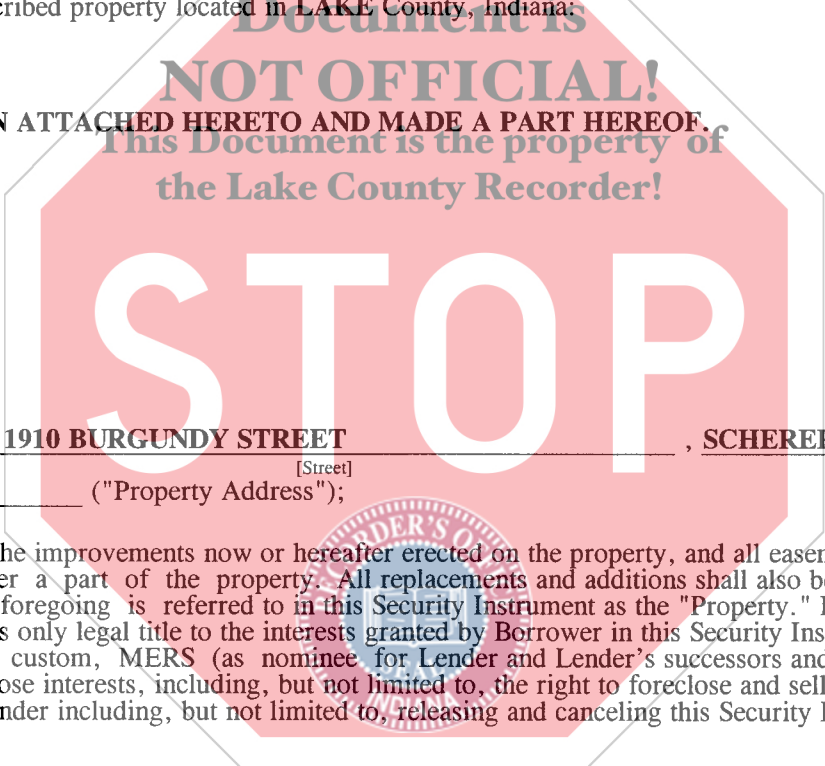 cribed property located in LAKE County, Indiana:
Document is
NOT OFFICIAL!
N ATTACHED HERETO AND MADE A PART HEREOF.
This Document is the property of
the Lake County Recorder!
STOP
1910 BURGUNDY STREET , SCHERER
[Street]
("Property Address");
RECORDER'S OFFICE
he improvements now or hereafter erected on the property, and all easem
er a part of the property. All replacements and additions shall also be
foregoing is referred to in this Security Instrument as the "Property."
s only legal title to the interests granted by Borrower in this Security Ins
custom, MERS (as nominee for Lender and Lender's successors and
ose interests, including, but not limited to, the right to foreclose and sell
nder including, but not limited to, releasing and canceling this Security I
SEAL
INDIANA